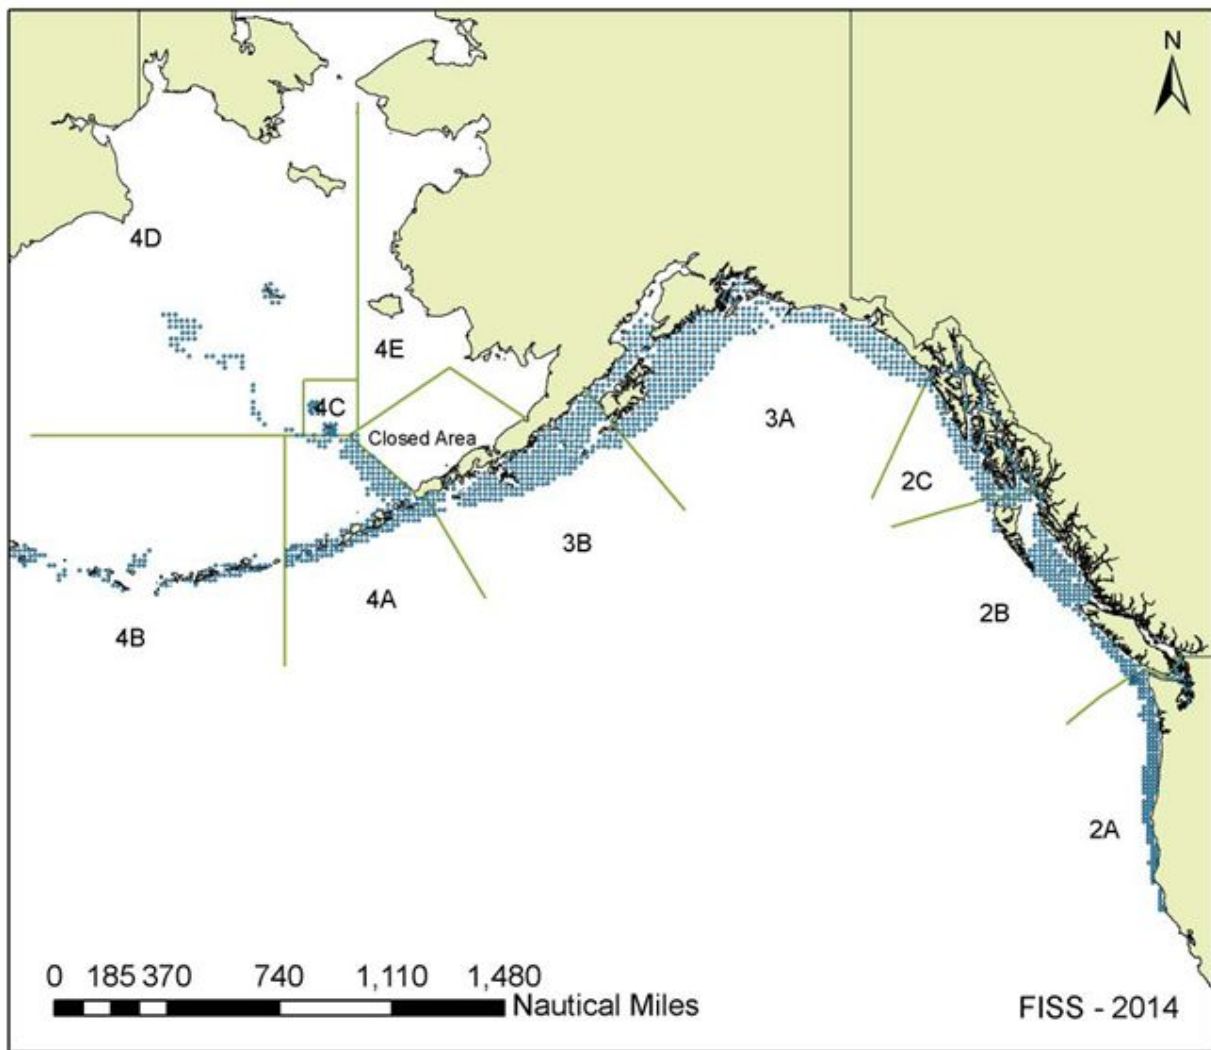 N
4D
4E
4C
Closed Area
3A
2C
3B
4A
2B
4B
2A
0 185 370 740 1,110 1,480
Nautical Miles
FISS - 2014